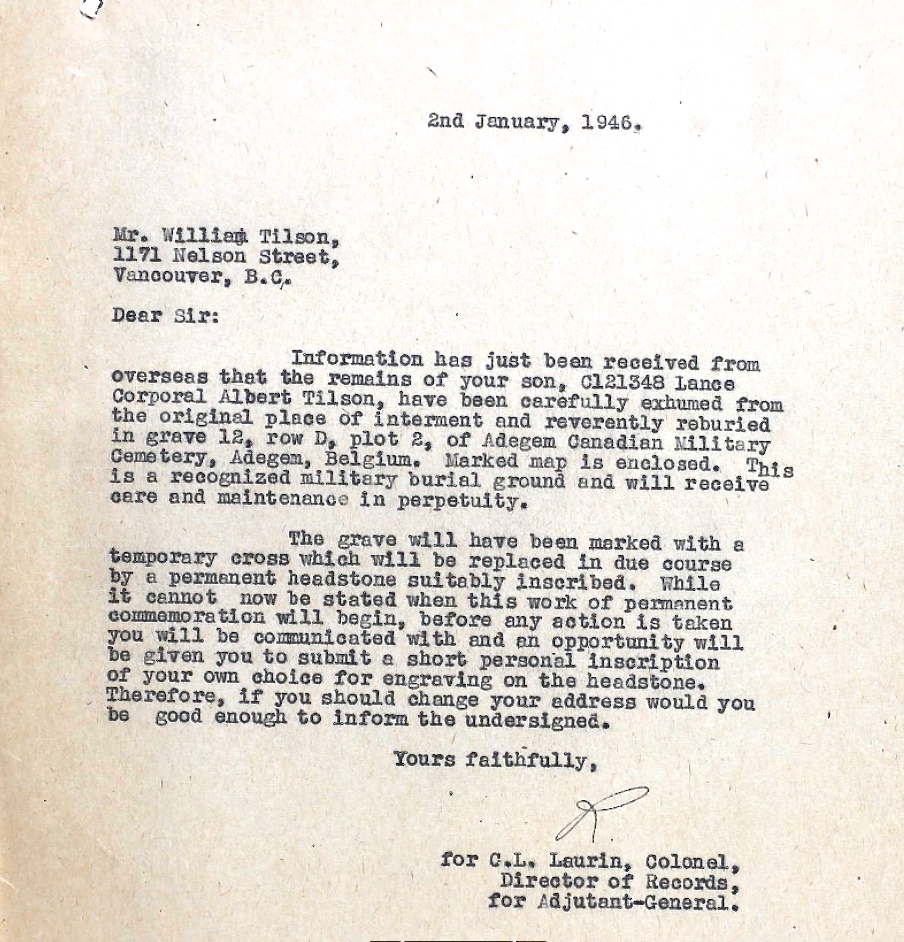 2nd January, 1946.
Mr. William Tilson,
1171 Nelson Street,
Vancouver, B.C.
Dear Sir:
Information has just been received from
overseas that the remains of your son, C121348 Lance
Corporal Albert Tilson, have been carefully exhumed from
the original place of interment and reverently reburied
in grave 12, row D, plot 2, of Adegem Canadian Military
Cemetery, Adegem, Belgium. Marked map is enclosed. This
is a recognized military burial ground and will receive
care and maintenance in perpetuity.
The grave will have been marked with a
temporary cross which will be replaced in due course
by a permanent headstone suitably inscribed. While
it cannot now be stated when this work of permanent
commemoration will begin, before any action is taken
you will be communicated with and an opportunity will
be given you to submit a short personal inscription
of your own choice for engraving on the headstone.
Therefore, if you should change your address would you
be good enough to inform the undersigned.
Yours faithfully,
R
for C.L. Laurin, Colonel,
Director of Records,
for Adjutant-General.